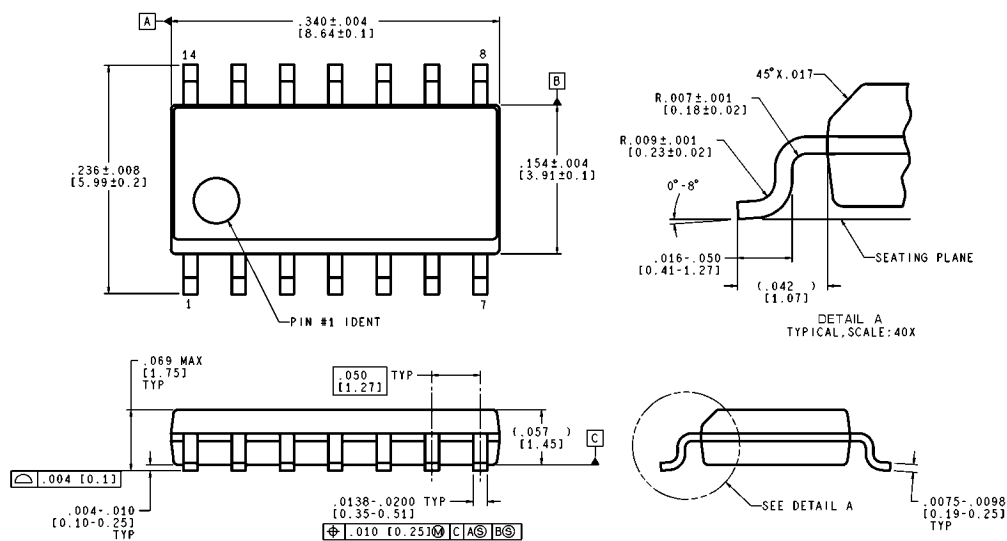 A
.340±.004
[8.64±0.1]
14
8
B
.236±.008
[5.99±0.2]
.154±.004
[3.91±0.1]
1
7
PIN #1 IDENT
45°X.017
R.007±.001
[0.18±0.02]
R.009±.001
[0.23±0.02]
0°-8°
.016-.050
[0.41-1.27]
(.042 )
[1.07]
SEATING PLANE
DETAIL A
TYPICAL, SCALE:40X
.069 MAX
[1.75]
TYP
.050
[1.27]
TYP
(.057 )
[1.45]
C
⌓ .004 [0.1]
.004-.010
[0.10-0.25]
TYP
.0138-.0200 TYP
[0.35-0.51]
⌖ .010 [0.25]Ⓜ C AⓈ BⓈ
SEE DETAIL A
.0075-.0098
[0.19-0.25]
TYP